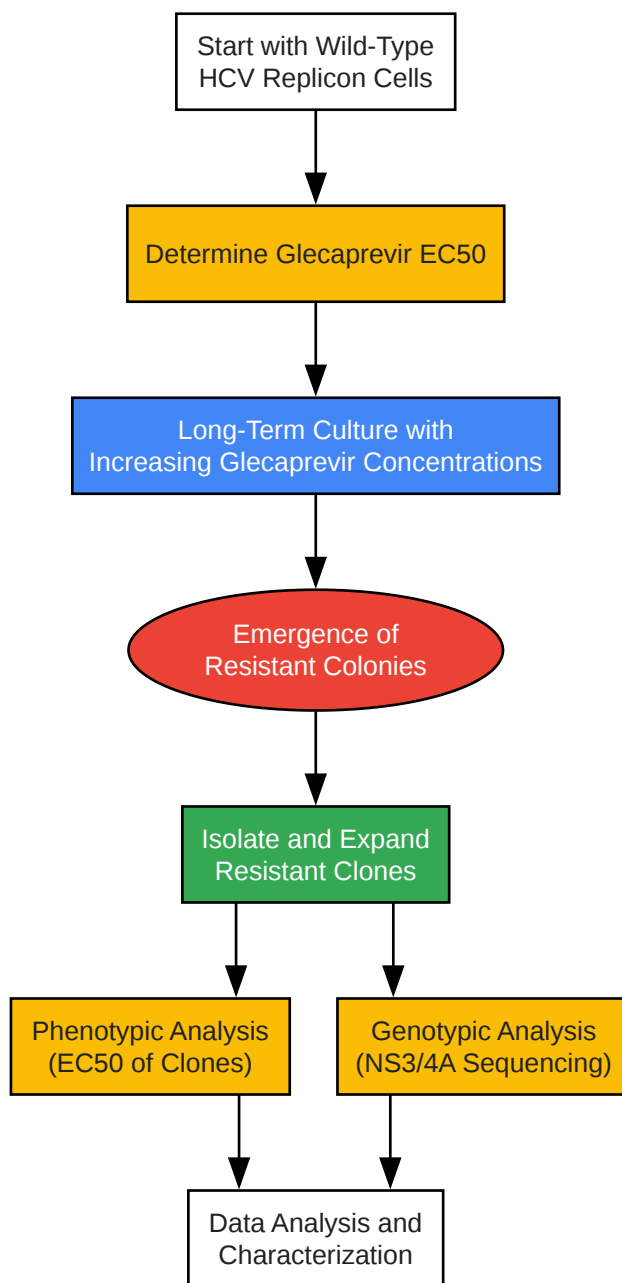 Start with Wild-Type
HCV Replicon Cells
Determine Glecaprevir EC50
Long-Term Culture with
Increasing Glecaprevir Concentrations
Emergence of
Resistant Colonies
Isolate and Expand
Resistant Clones
Phenotypic Analysis
(EC50 of Clones)
Genotypic Analysis
(NS3/4A Sequencing)
Data Analysis and
Characterization